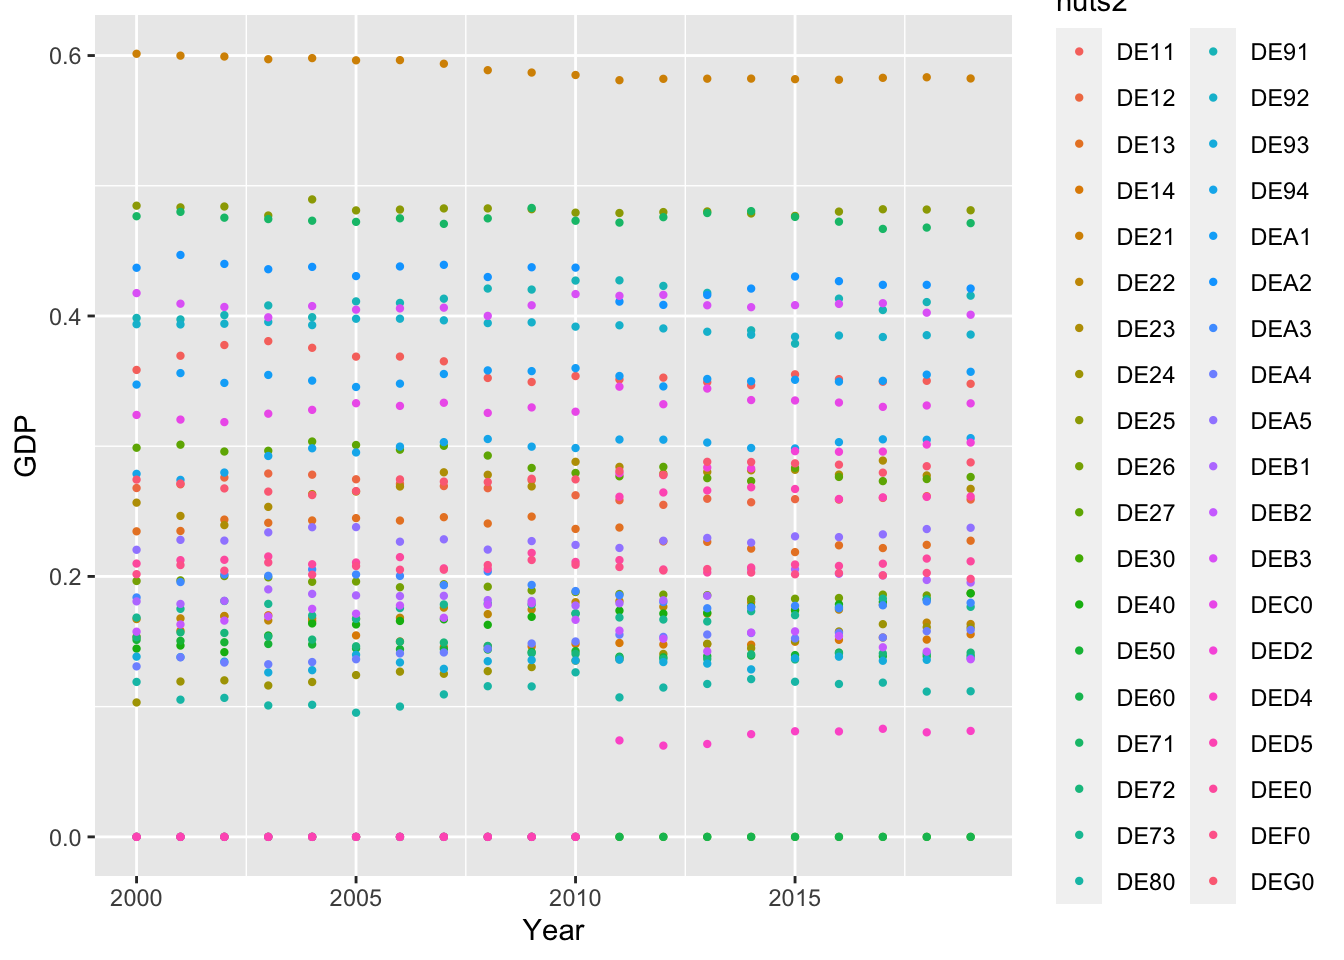 nuts2
0.6
0.4
0.2
0.0
GDP
2000 2005 2010 2015
Year
DE11 DE91
DE12 DE92
DE13 DE93
DE14 DE94
DE21 DEA1
DE22 DEA2
DE23 DEA3
DE24 DEA4
DE25 DEA5
DE26 DEB1
DE27 DEB2
DE30 DEB3
DE40 DEC0
DE50 DED2
DE60 DED4
DE71 DED5
DE72 DEE0
DE73 DEF0
DE80 DEG0